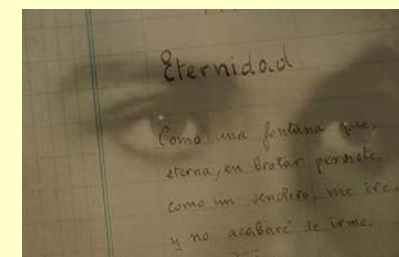 Eternidad
Como una fontana que,
eterna, en brotar persiste
como un sendero, me iré
y no acabaré de irme.